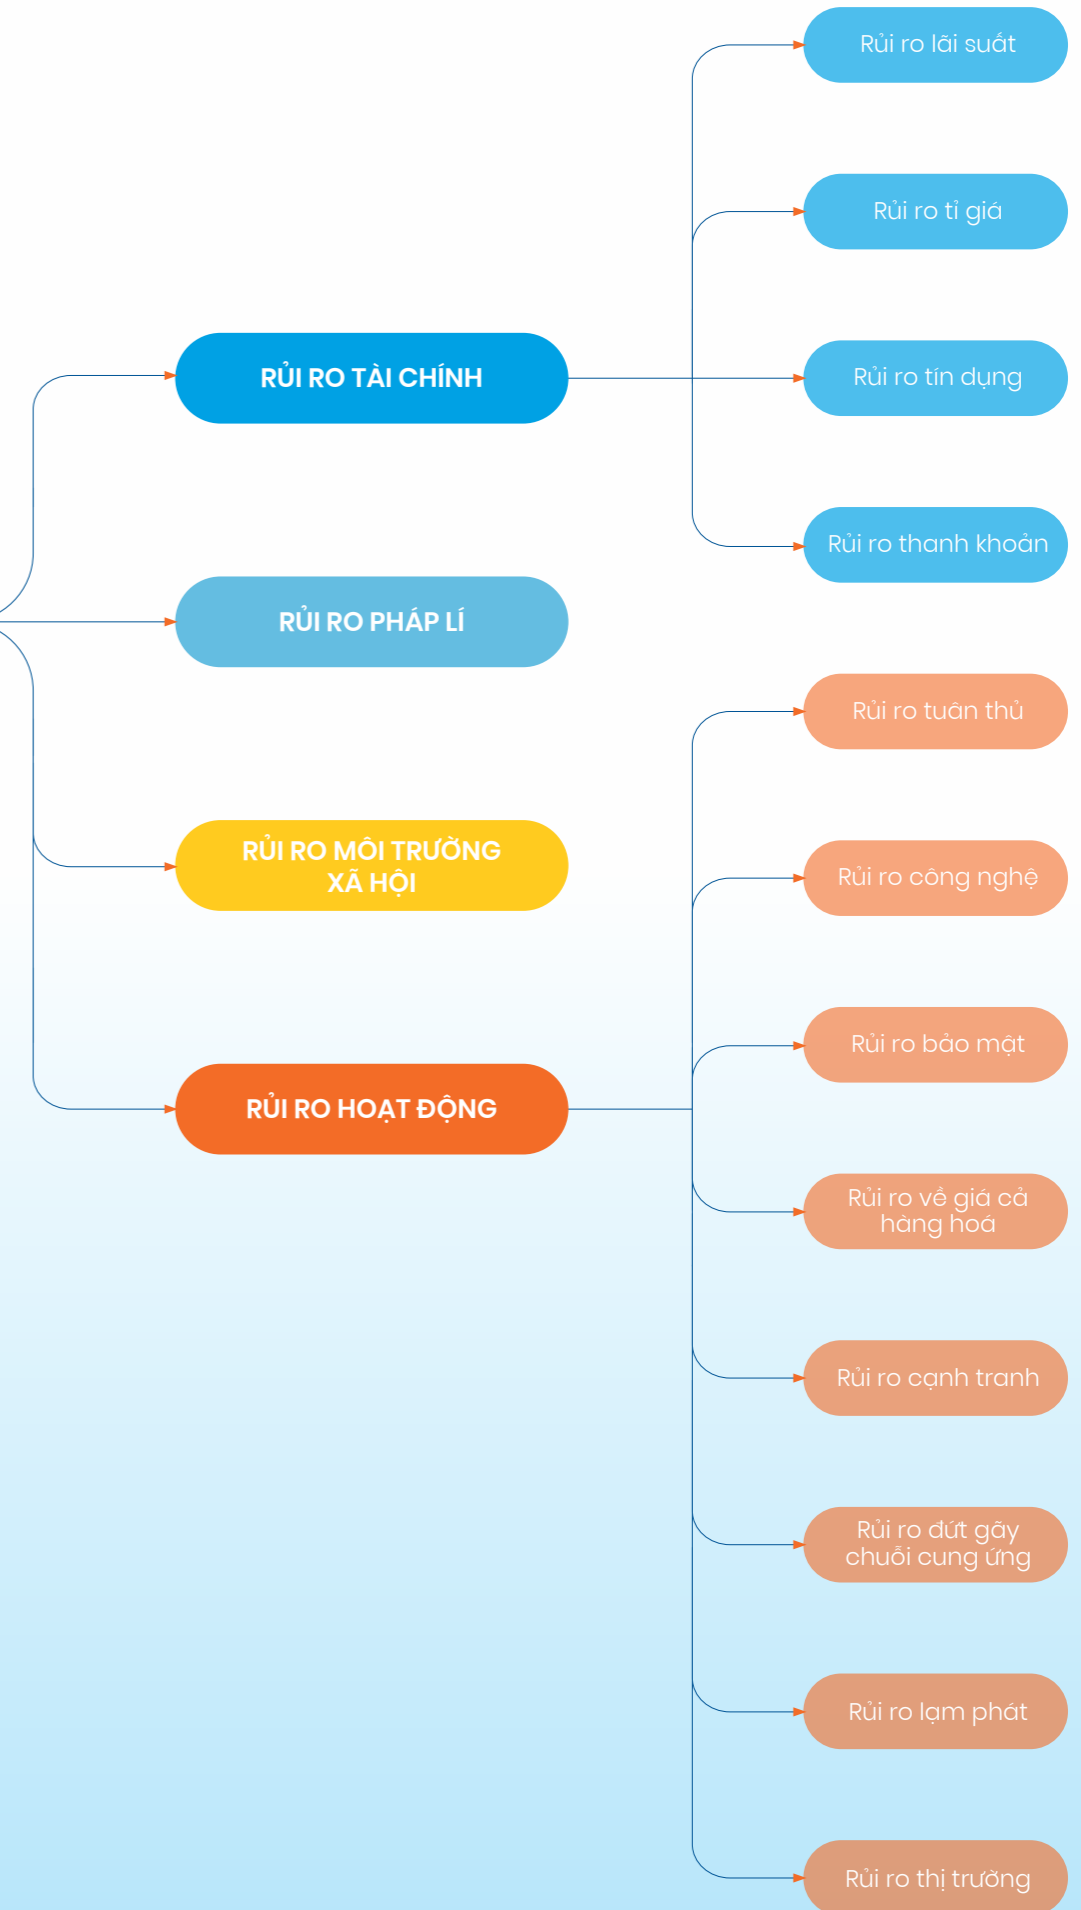 Rủi ro lãi suất
Rủi ro tỉ giá
RỦI RO TÀI CHÍNH
Rủi ro tín dụng
Rủi ro thanh khoản
RỦI RO PHÁP LÍ
Rủi ro tuân thủ
RỦI RO MÔI TRƯỜNG
XÃ HỘI
Rủi ro công nghệ
Rủi ro bảo mật
RỦI RO HOẠT ĐỘNG
Rủi ro về giá cả
hàng hoá
Rủi ro cạnh tranh
Rủi ro đứt gãy
chuỗi cung ứng
Rủi ro lạm phát
Rủi ro thị trường